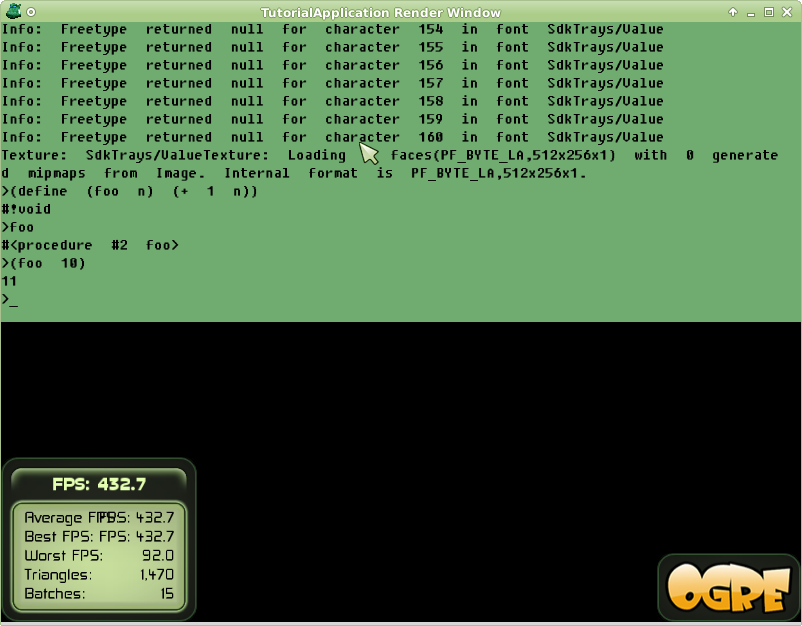 TutorialApplication Render Window
Info: Freetype returned null for character 154 in font SdkTrays/Value
Info: Freetype returned null for character 155 in font SdkTrays/Value
Info: Freetype returned null for character 156 in font SdkTrays/Value
Info: Freetype returned null for character 157 in font SdkTrays/Value
Info: Freetype returned null for character 158 in font SdkTrays/Value
Info: Freetype returned null for character 159 in font SdkTrays/Value
Info: Freetype returned null for character 160 in font SdkTrays/Value
Texture: SdkTrays/ValueTexture: Loading faces(PF_BYTE_LA,512x256x1) with 0 generate
d mipmaps from Image. Internal format is PF_BYTE_LA,512x256x1.
>(define (foo n) (+ 1 n))
#!void
>foo
#<procedure #2 foo>
>(foo 10)
11
>_
FPS: 432.7
Average FPS: FPS: 432.7
Best FPS: FPS: 432.7
Worst FPS: 92.0
Triangles: 1,470
Batches: 15
OGRE